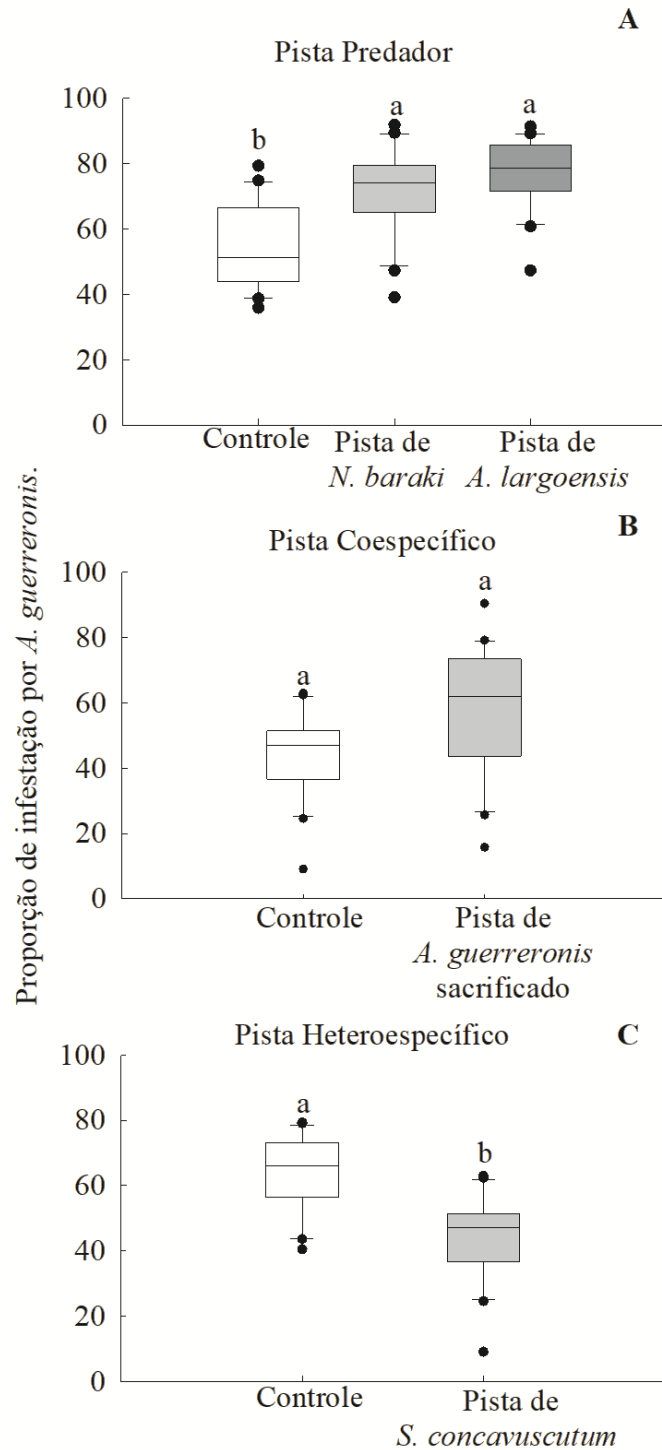 A
Pista Predador
100
80
60
40
20
0
b
a
a
Controle
Pista de
N. baraki
Pista de
A. largoensis
Proporção de infestação por A. guerreronis.
B
Pista Coespecífico
100
80
60
40
20
0
a
a
Controle
Pista de
A. guerreronis
sacrificado
C
Pista Heteroespecífico
100
80
60
40
20
0
a
b
Controle
Pista de
S. concavuscutum